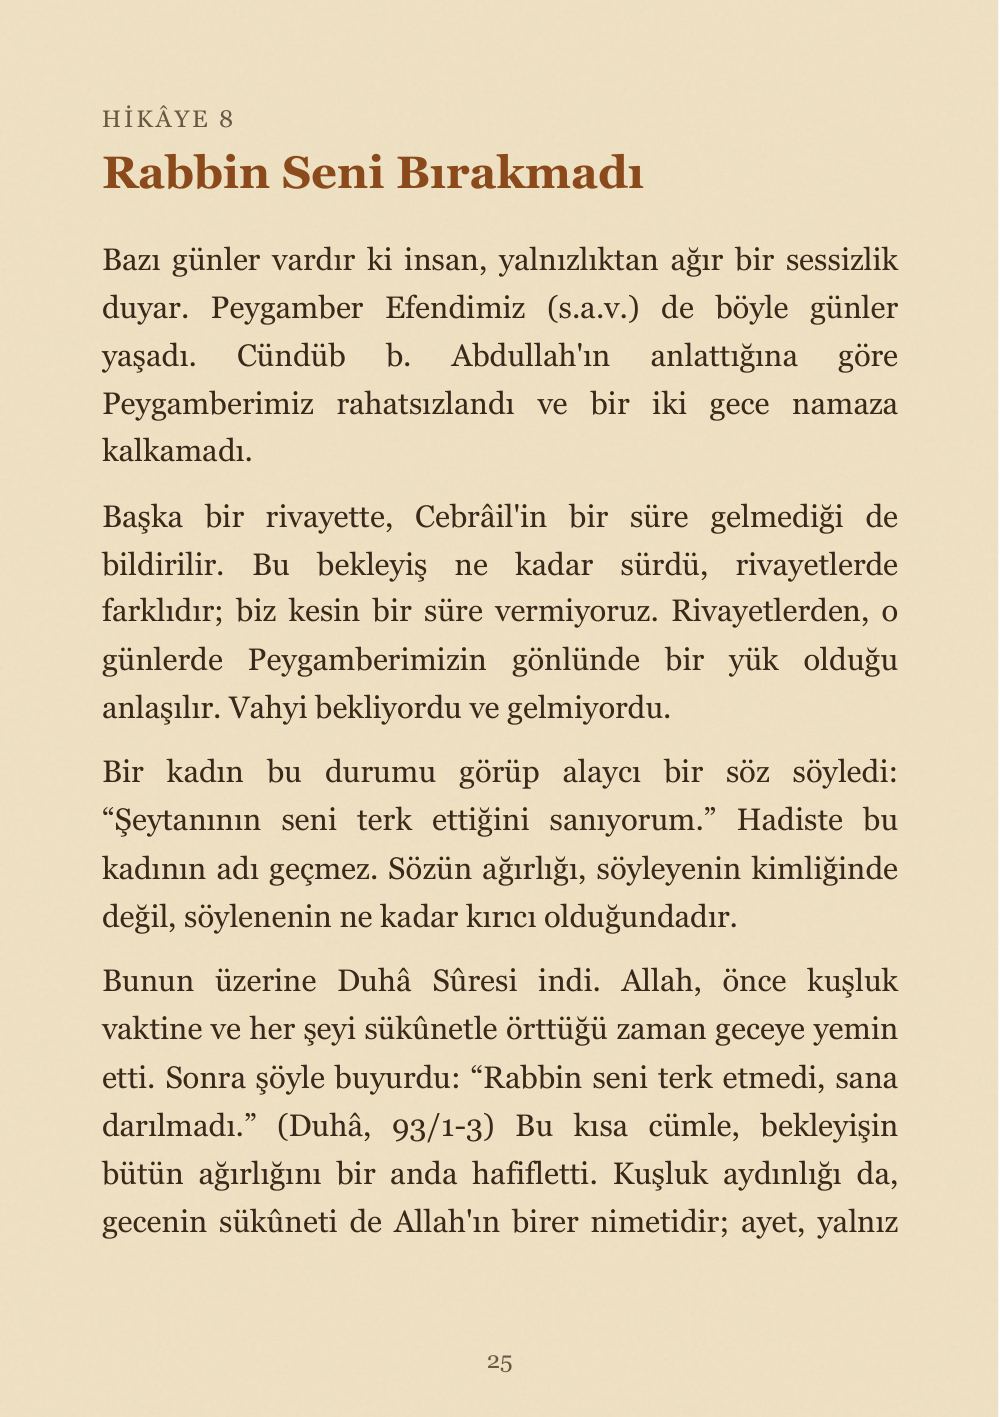 HİKÂYE 8
Rabbin Seni Bırakmadı
Bazı günler vardır ki insan, yalnızlıktan ağır bir sessizlik
duyar. Peygamber Efendimiz (s.a.v.) de böyle günler
yaşadı. Cündüb b. Abdullah'ın anlattığına göre
Peygamberimiz rahatsızlandı ve bir iki gece namaza
kalkamadı.
Başka bir rivayette, Cebrâil'in bir süre gelmediği de
bildirilir. Bu bekleyiş ne kadar sürdü, rivayetlerde
farklıdır; biz kesin bir süre vermiyoruz. Rivayetlerden, o
günlerde Peygamberimizin gönlünde bir yük olduğu
anlaşılır. Vahyi bekliyordu ve gelmiyordu.
Bir kadın bu durumu görüp alaycı bir söz söyledi:
“Şeytanının seni terk ettiğini sanıyorum.” Hadiste bu
kadının adı geçmez. Sözün ağırlığı, söyleyenin kimliğinde
değil, söylenenin ne kadar kırıcı olduğundadır.
Bunun üzerine Duhâ Sûresi indi. Allah, önce kuşluk
vaktine ve her şeyi sükûnetle örttüğü zaman geceye yemin
etti. Sonra şöyle buyurdu: “Rabbin seni terk etmedi, sana
darılmadı.” (Duhâ, 93/1-3) Bu kısa cümle, bekleyişin
bütün ağırlığını bir anda hafifletti. Kuşluk aydınlığı da,
gecenin sükûneti de Allah'ın birer nimetidir; ayet, yalnız
25